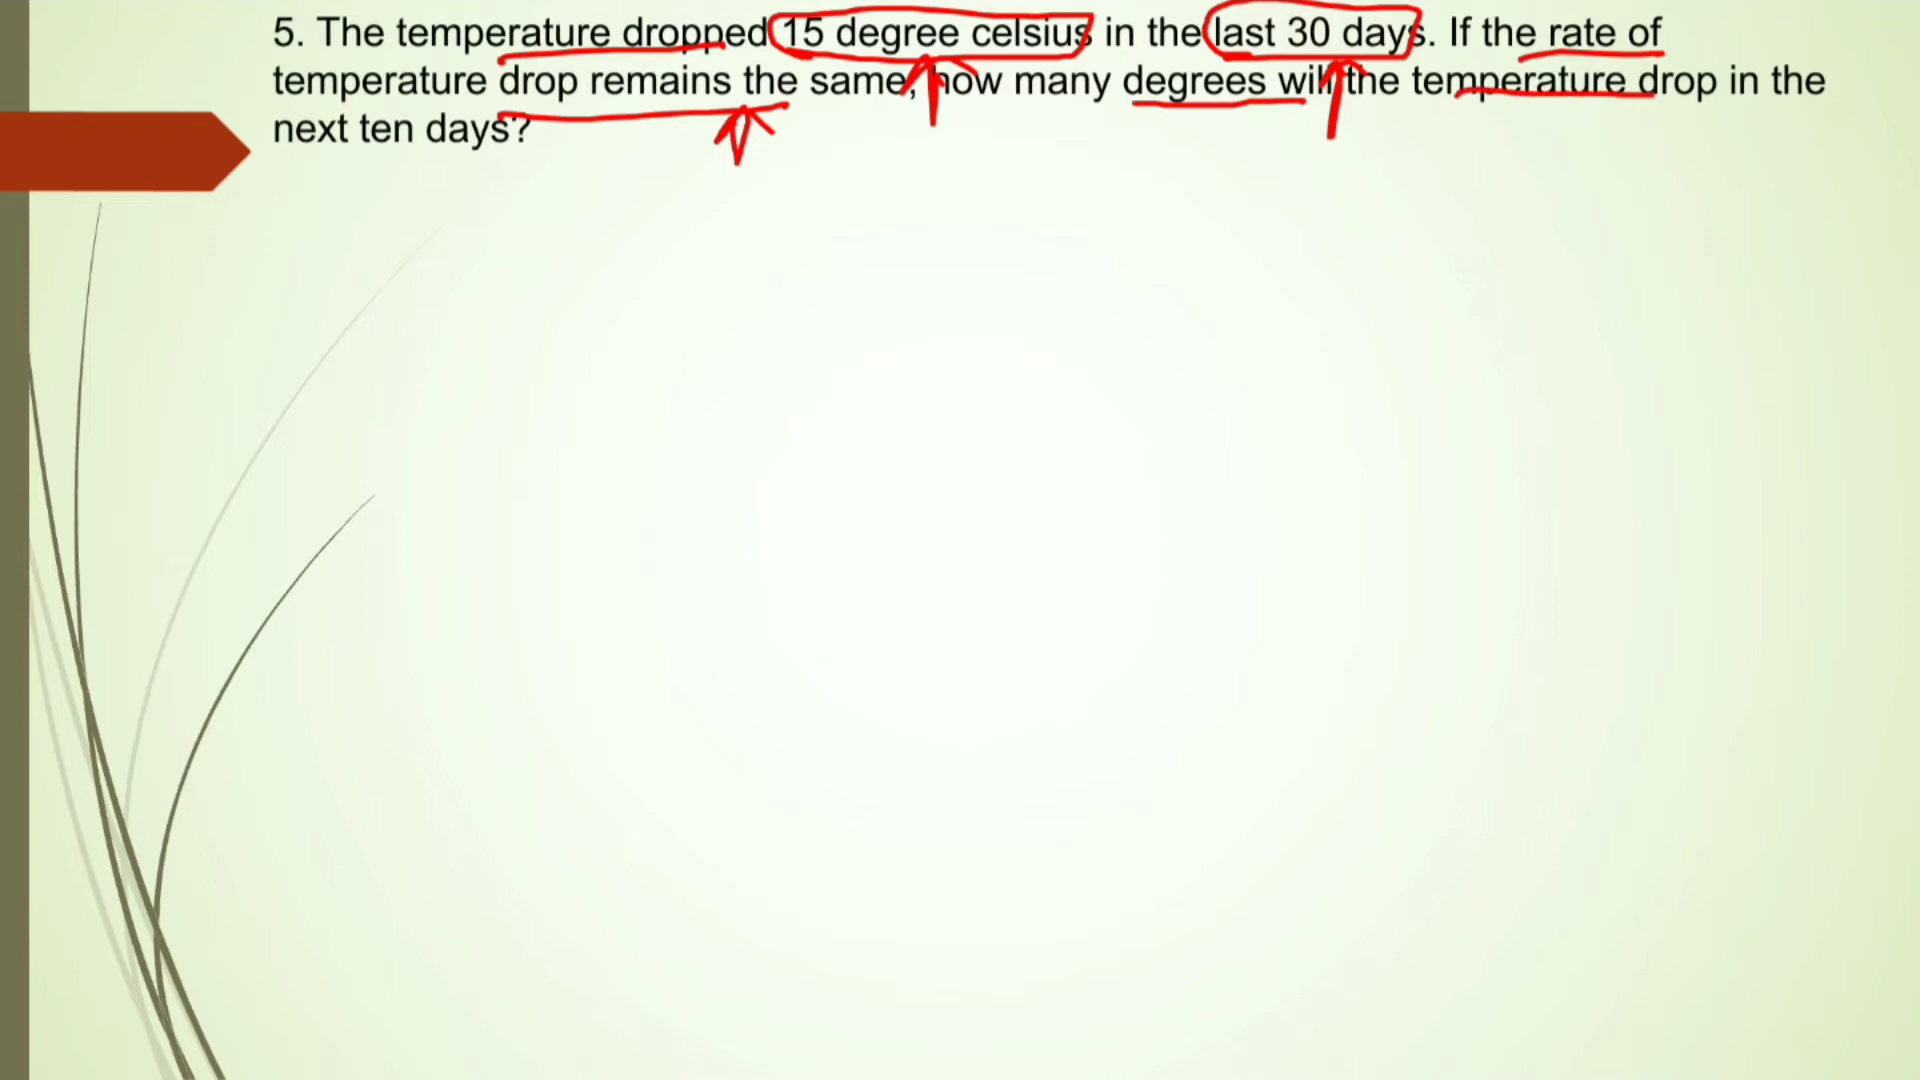 5. The temperature dropped 15 degree celsius in the last 30 days. If the rate of
temperature drop remains the same, how many degrees will the temperature drop in the
next ten days?